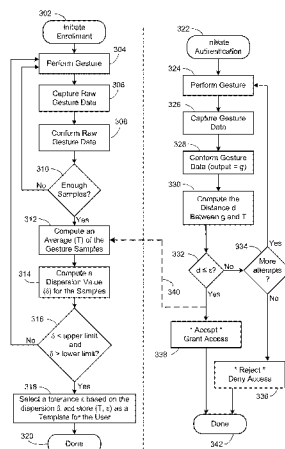 302
Initiate
Enrollment
304
Perform Gesture
306
Capture Raw
Gesture Data
308
Conform Raw
Gesture Data
310
Enough
Samples?
No
Yes
312
Compute an
Average (T) of the
Gesture Samples
314
Compute a
Dispersion Value
(δ) for the Samples
316
δ < upper limit
and
δ > lower limit?
No
Yes
318
Select a tolerance ε based on the
dispersion δ and store (T, ε) as a
Template for the User
320
Done
322
Initiate
Authentication
324
Perform Gesture
326
Capture Gesture
Data
328
Conform Gesture
Data (output = g)
330
Compute the
Distance d
Between g and T
332
d ≤ ε?
No
Yes
334
More
attempts
?
Yes
No
340
* Accept *
Grant Access
338
* Reject *
Deny Access
336
Done
342